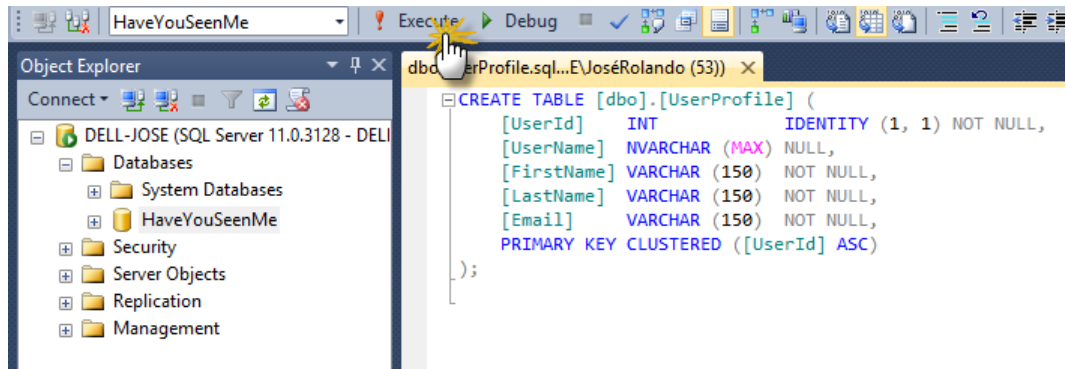 HaveYouSeenMe
Execute
Debug
Object Explorer
Connect
DELL-JOSE (SQL Server 11.0.3128 - DELI
Databases
System Databases
HaveYouSeenMe
Security
Server Objects
Replication
Management
erProfile.sql...E\JoséRolando (53))
CREATE TABLE [dbo].[UserProfile] (
[UserId] INT IDENTITY (1, 1) NOT NULL,
[UserName] NVARCHAR (MAX) NULL,
[FirstName] VARCHAR (150) NOT NULL,
[LastName] VARCHAR (150) NOT NULL,
[Email] VARCHAR (150) NOT NULL,
PRIMARY KEY CLUSTERED ([UserId] ASC)
);